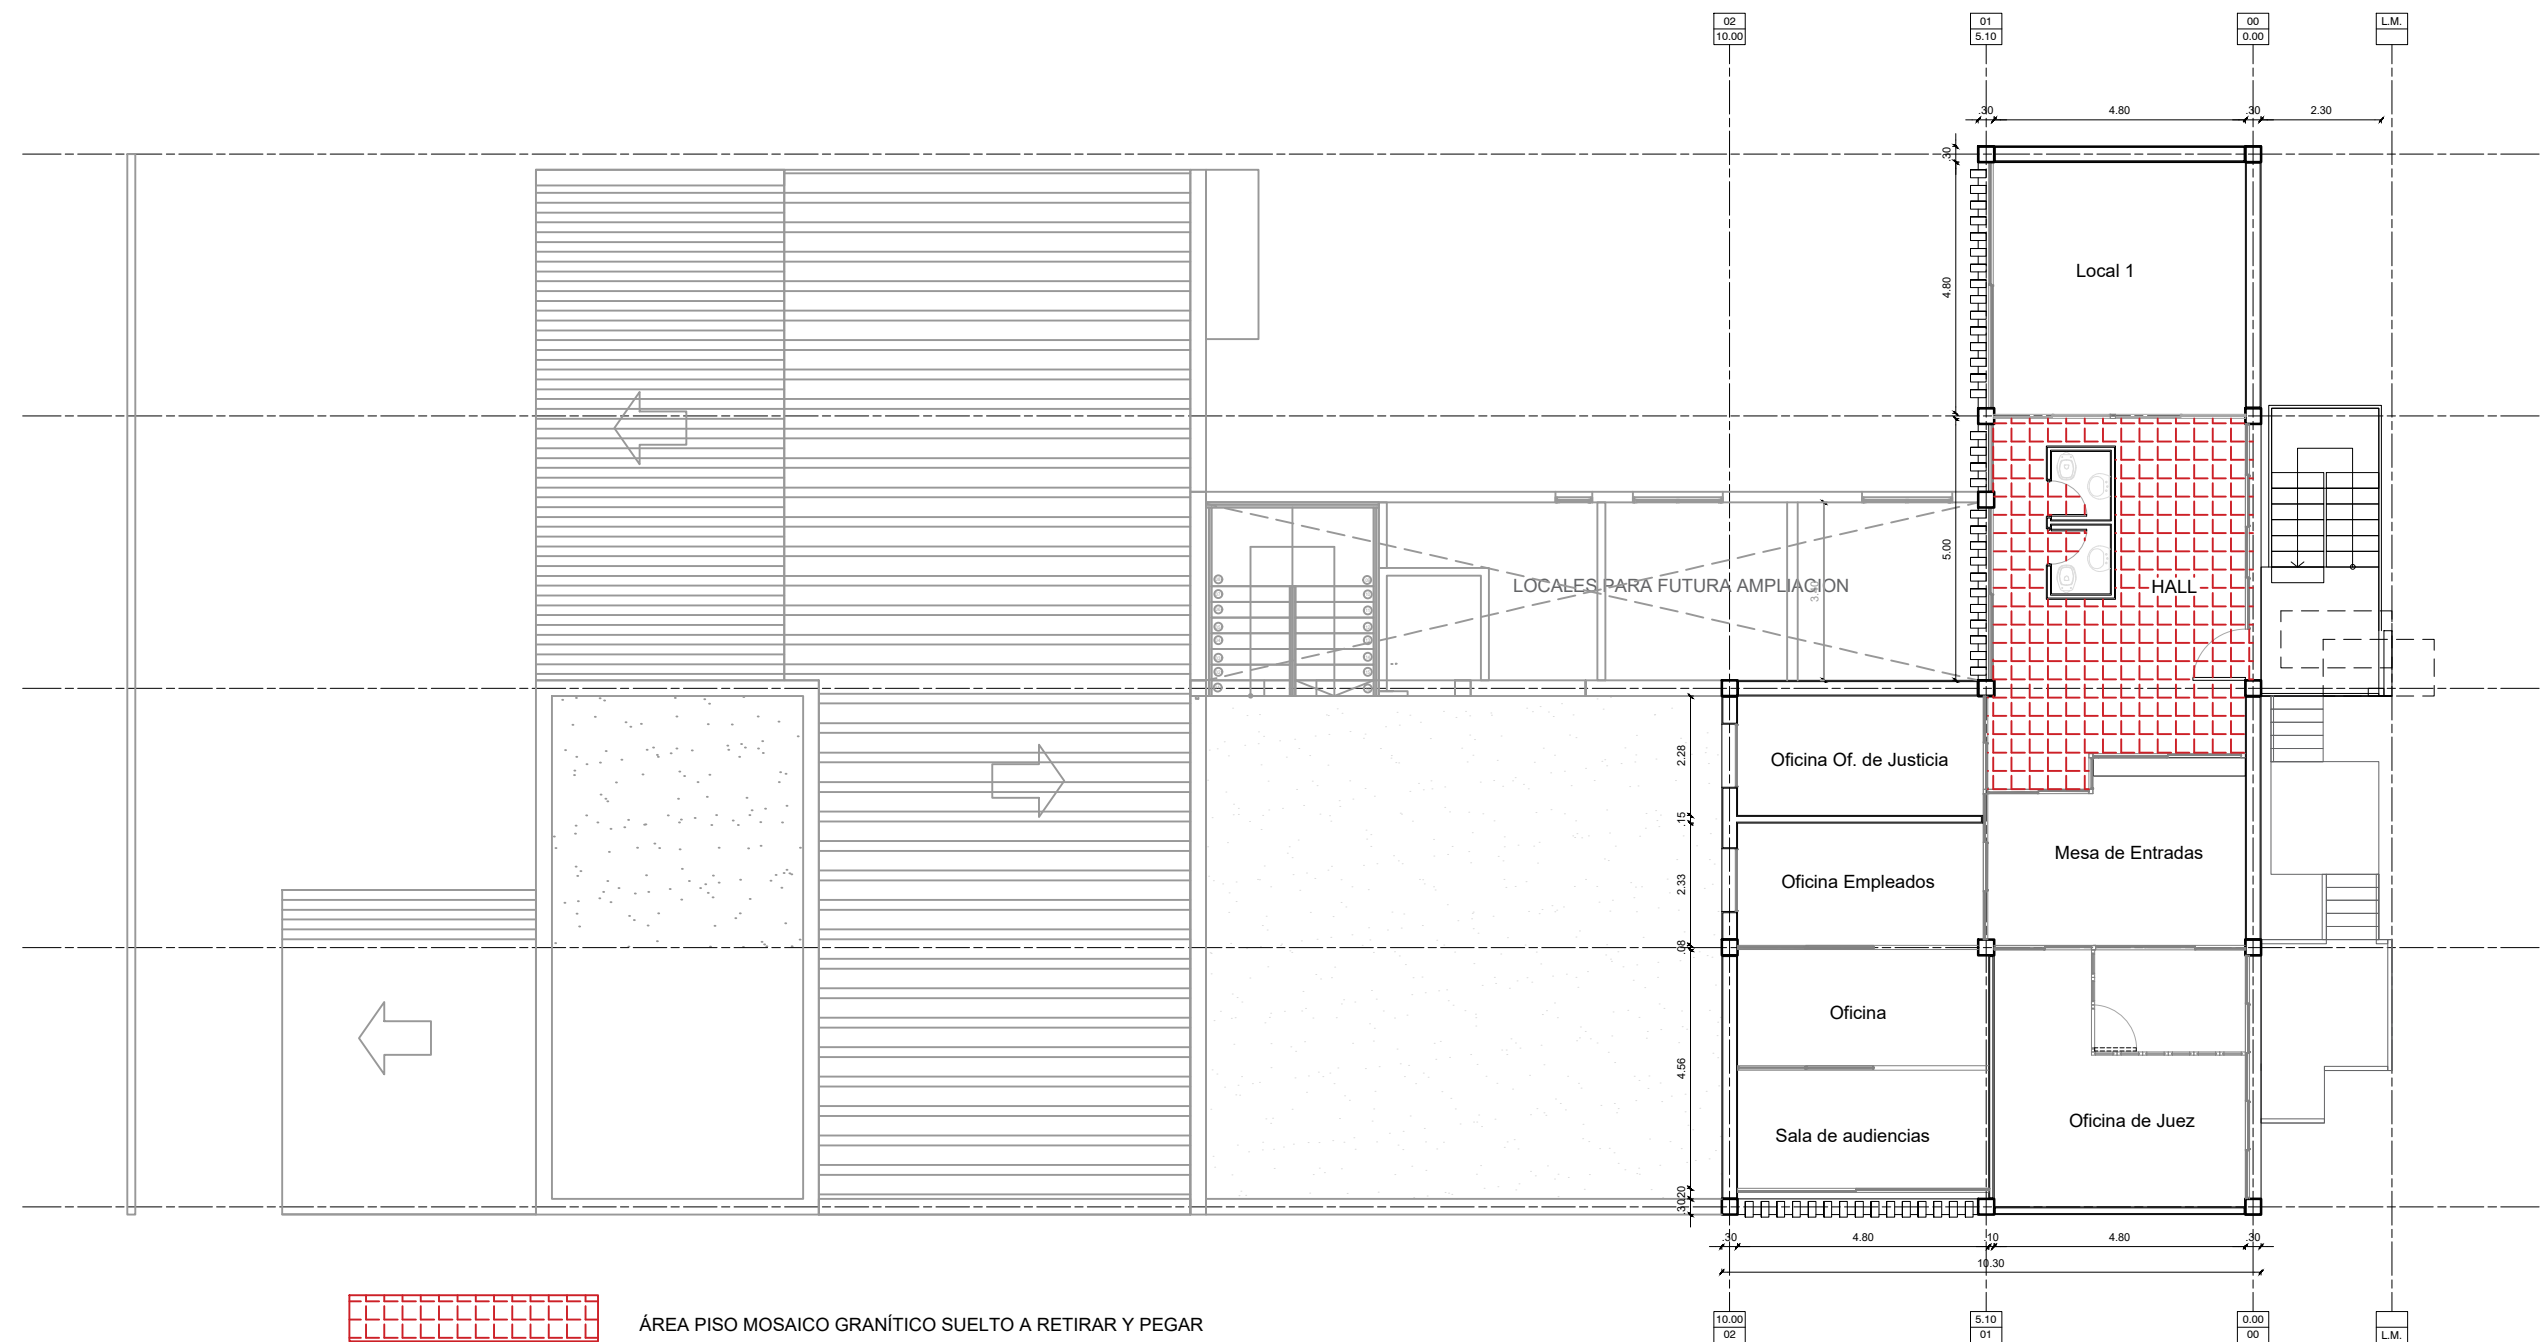 02
10.00
01
5.10
00
0.00
L.M.
.30
4.80
.30
2.30
.30
4.80
Local 1
5.00
LOCALES PARA FUTURA AMPLIACION
HALL
2.28
Oficina Of. de Justicia
.15
Mesa de Entradas
2.33
Oficina Empleados
.08
Oficina
4.56
Oficina de Juez
Sala de audiencias
.20
.30
.30
4.80
.10
4.80
.30
10.30
ÁREA PISO MOSAICO GRANÍTICO SUELTO A RETIRAR Y PEGAR
10.00
02
5.10
01
0.00
00
L.M.